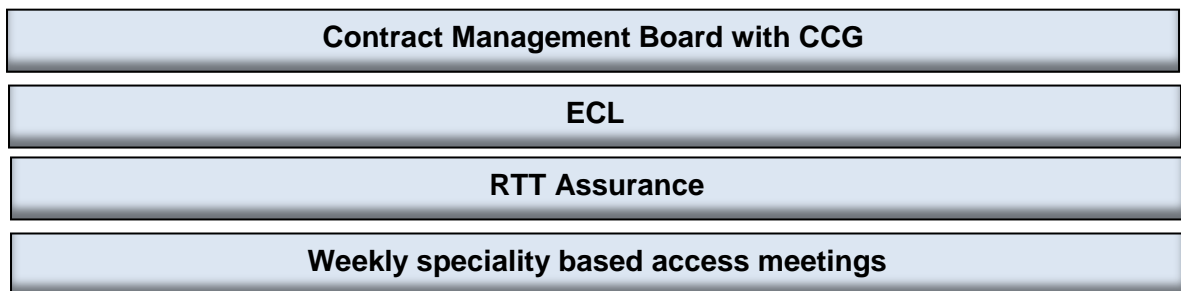 Contract Management Board with CCG
ECL
RTT Assurance
Weekly speciality based access meetings